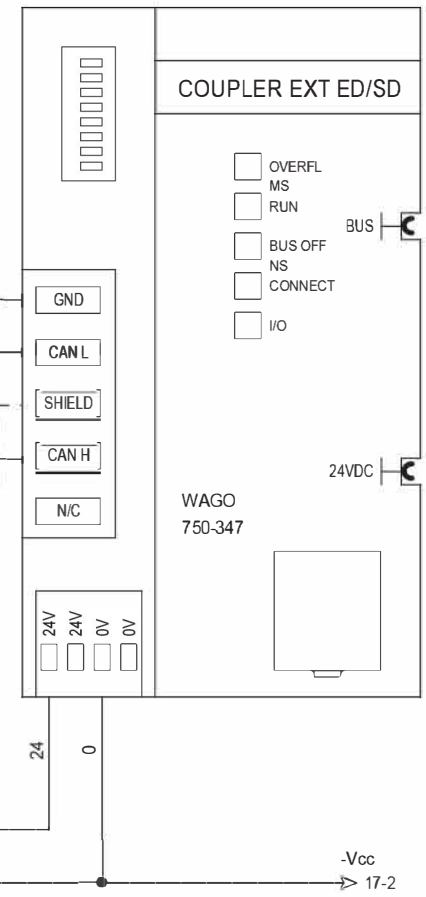 COUPLER EXT ED/SD
OVERFL
MS
RUN
BUS OFF
NS
CONNECT
I/O
BUS
GND
CAN L
SHIELD
CAN H
N/C
24VDC
WAGO
750-347
24V
24V
0V
0V
24
0
-Vcc
17-2